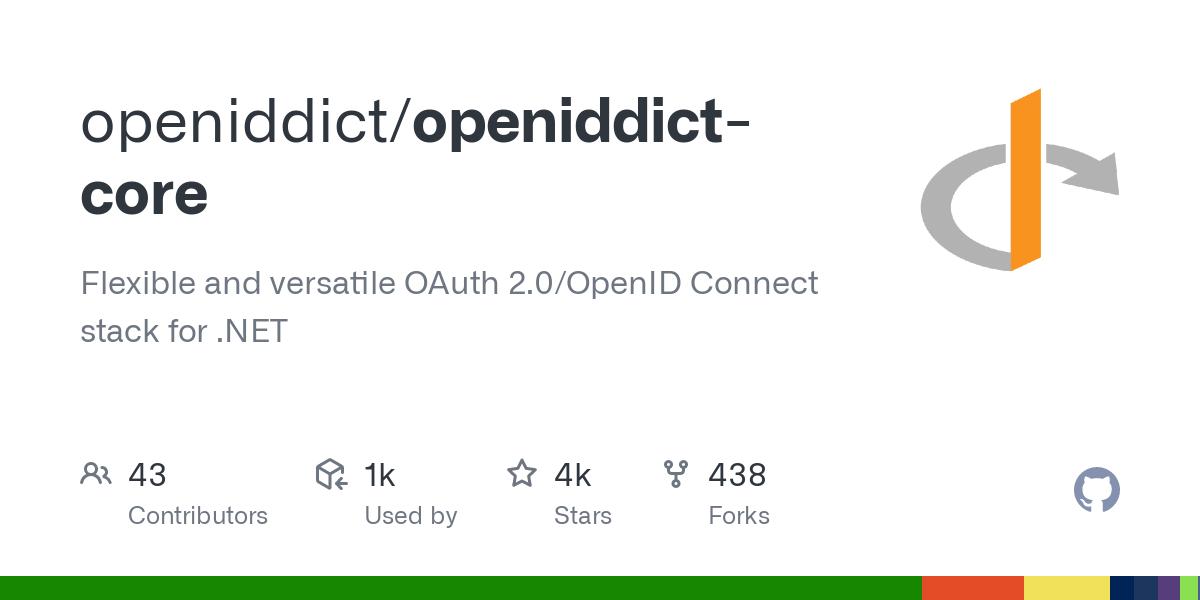 openiddict/openiddict-
core
Flexible and versatile OAuth 2.0/OpenID Connect
stack for .NET
43
Contributors
1k
Used by
4k
Stars
438
Forks